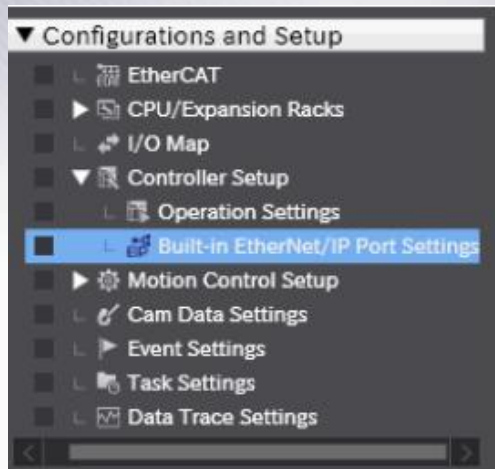 Configurations and Setup
EtherCAT
CPU/Expansion Racks
I/O Map
Controller Setup
Operation Settings
Built-in EtherNet/IP Port Settings
Motion Control Setup
Cam Data Settings
Event Settings
Task Settings
Data Trace Settings